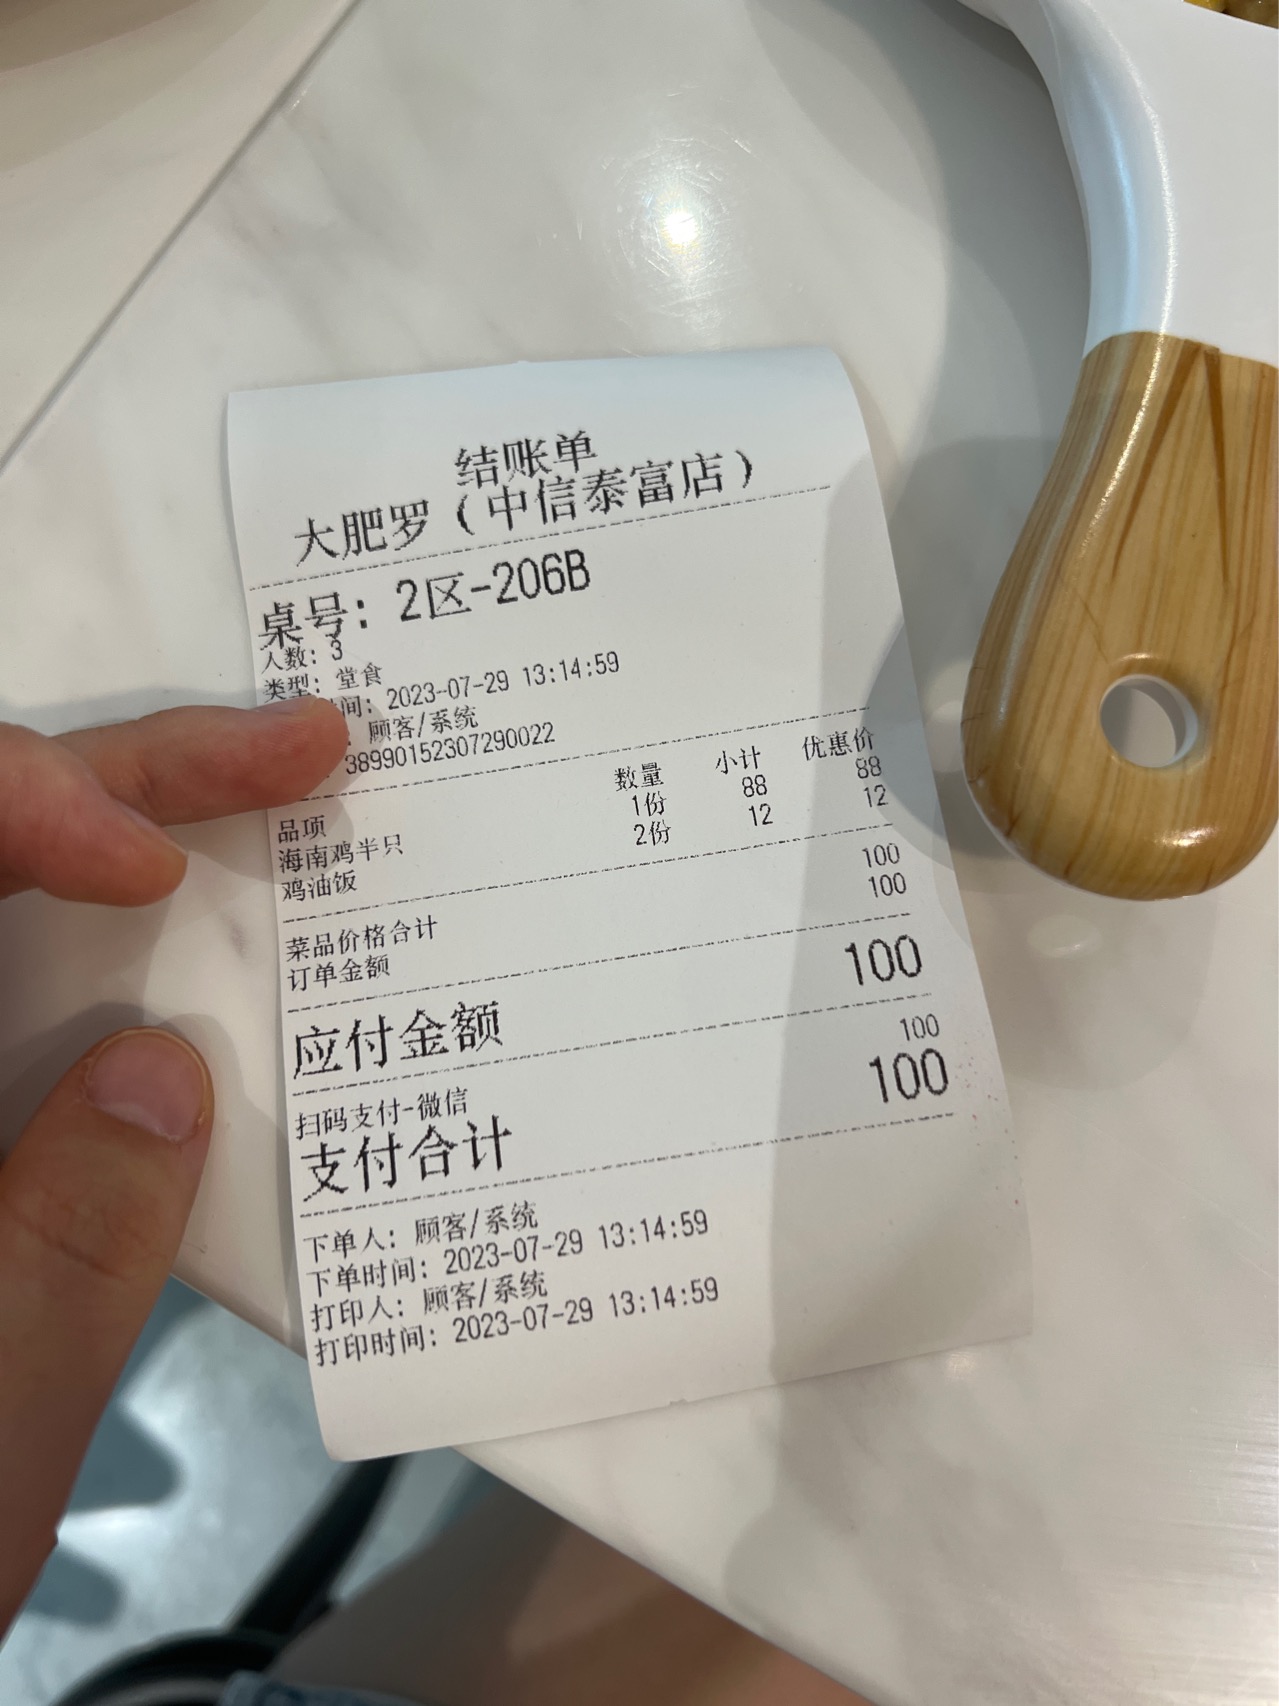 结账单
大肥罗（中信泰富店）
桌号：2区-206B
人数：3
类型：堂食
间：2023-07-29 13:14:59
：顾客/系统
38990152307290022
品项 数量 小计 优惠价
海南鸡半只 1份 88 88
鸡油饭 2份 12 12
菜品价格合计 100
订单金额 100
应付金额 100
扫码支付-微信 100
支付合计 100
下单人：顾客/系统
下单时间：2023-07-29 13:14:59
打印人：顾客/系统
打印时间：2023-07-29 13:14:59